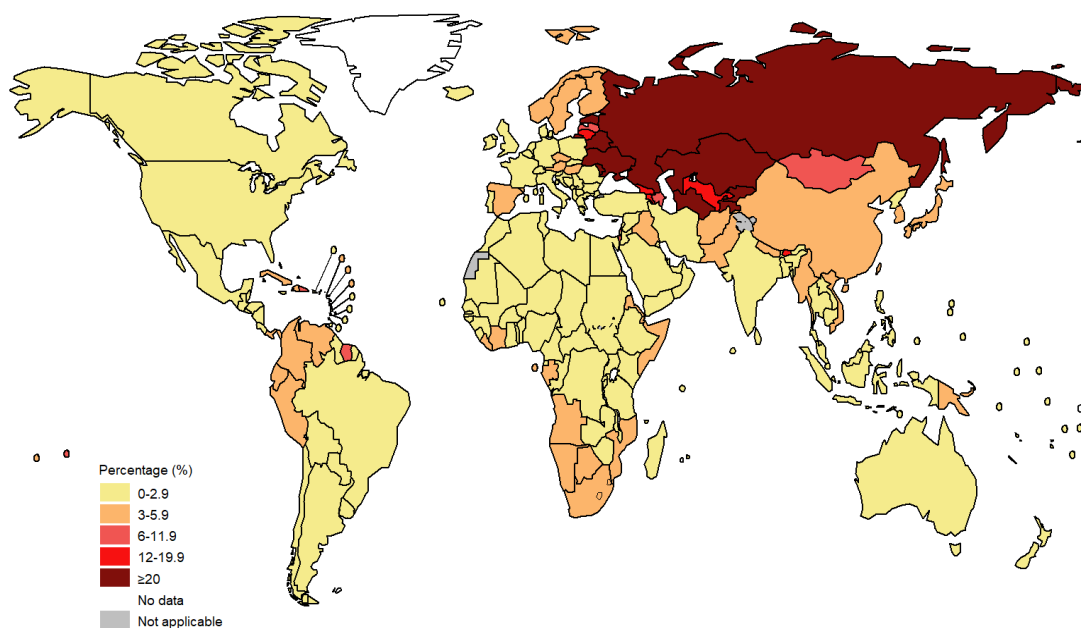 Percentage (%)
0-2.9
3-5.9
6-11.9
12-19.9
≥20
No data
Not applicable